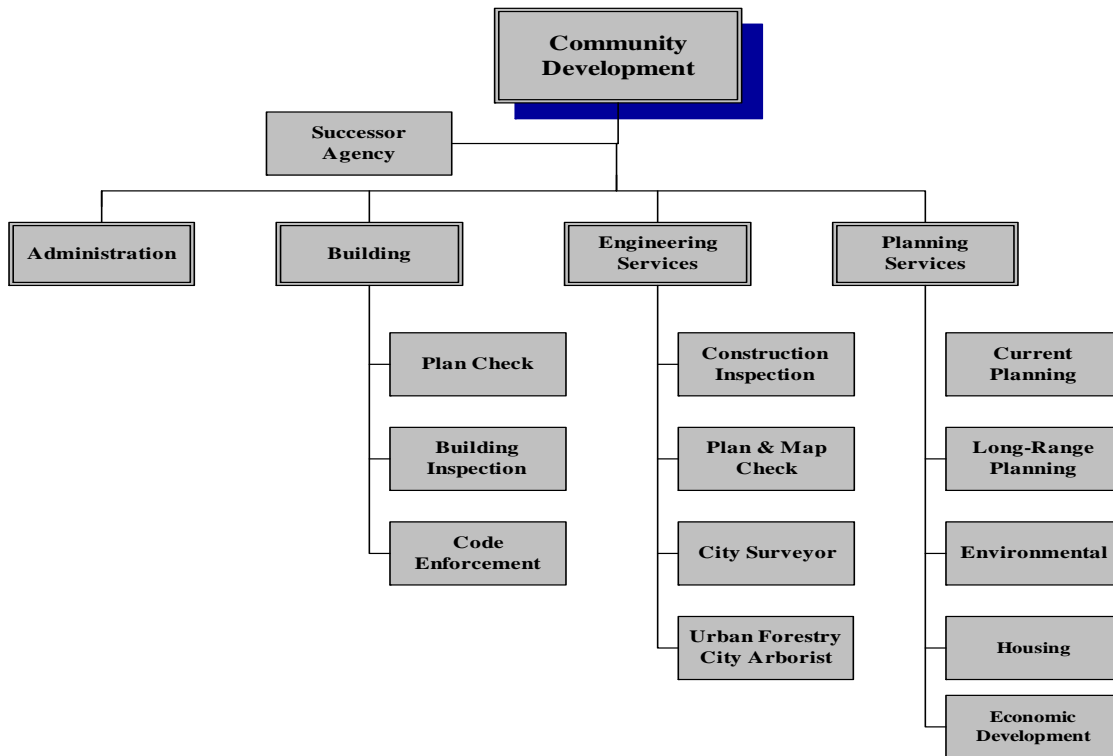 Community
Development
Successor
Agency
Administration
Building
Engineering
Services
Planning
Services
Plan Check
Building
Inspection
Code
Enforcement
Construction
Inspection
Plan & Map
Check
City Surveyor
Urban Forestry
City Arborist
Current
Planning
Long-Range
Planning
Environmental
Housing
Economic
Development